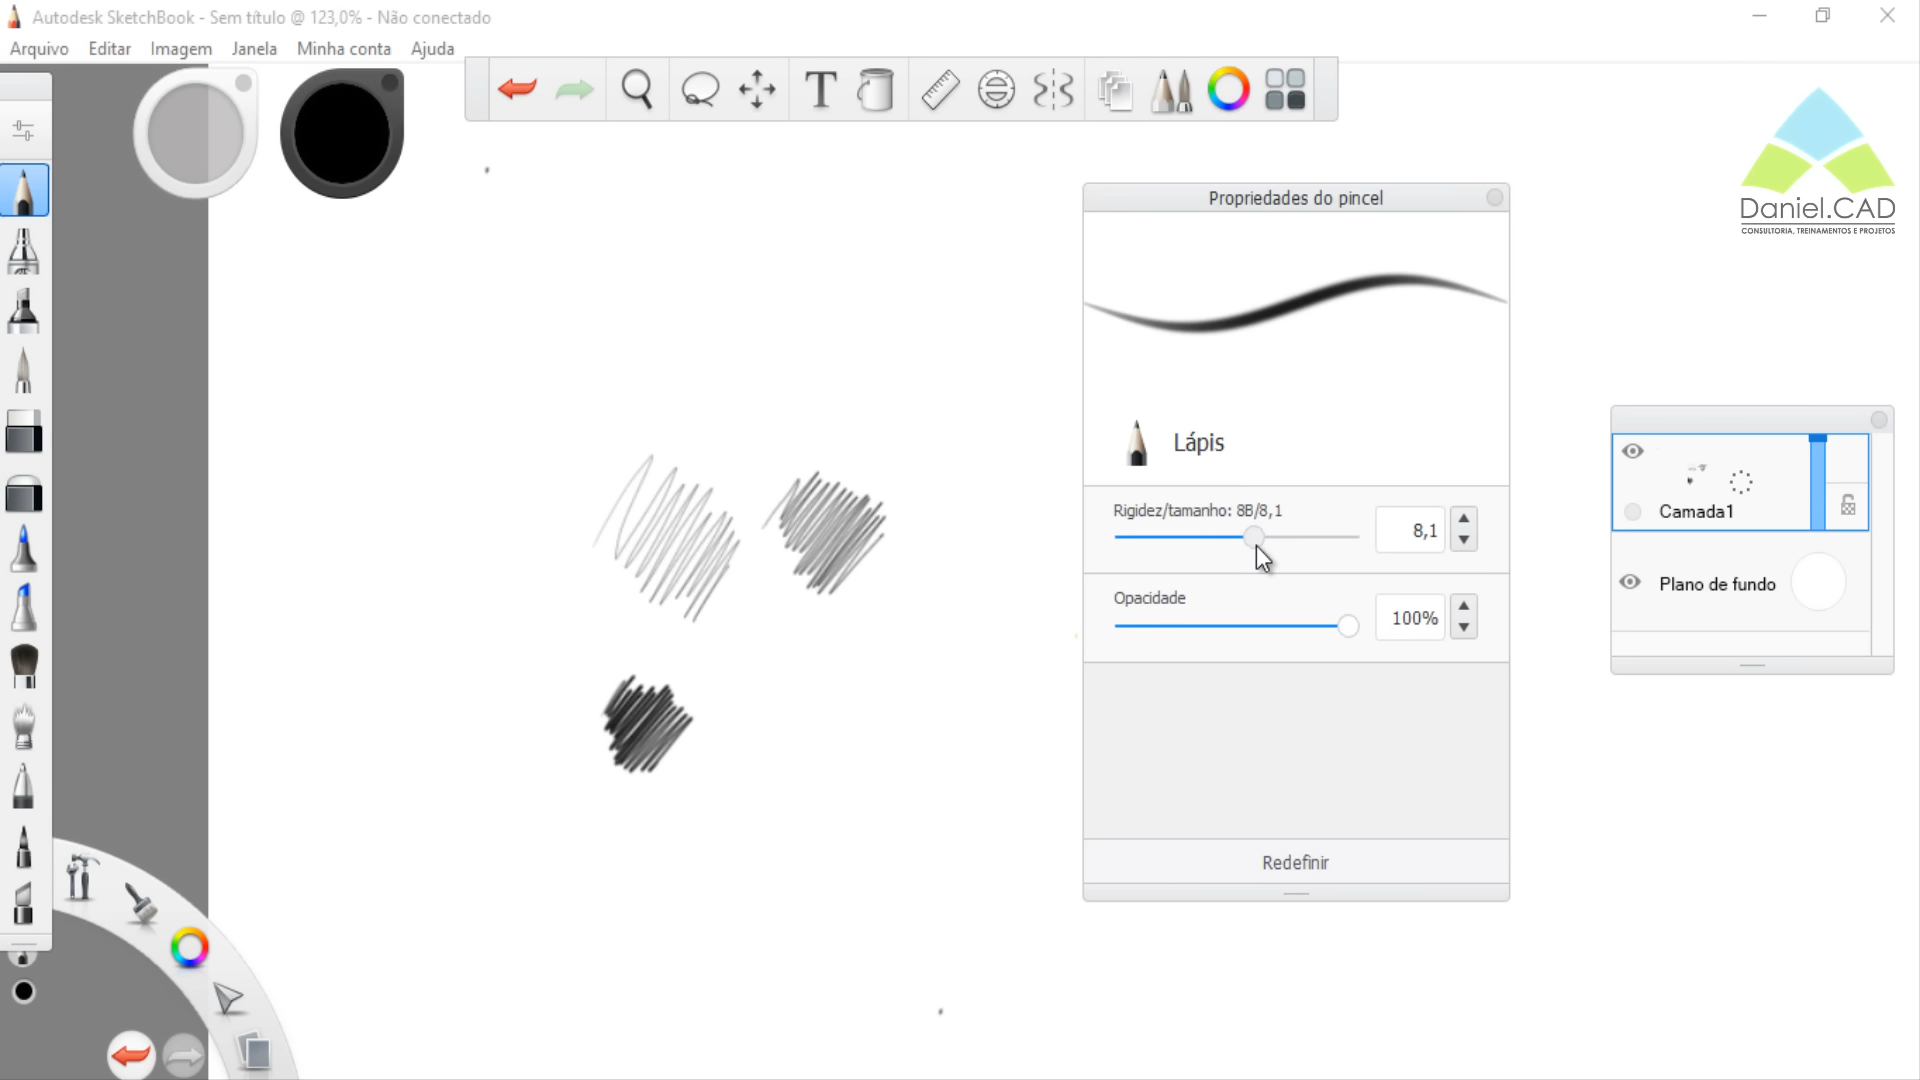 Autodesk SketchBook - Sem título @ 123,0% - Não conectado
Arquivo Editar Imagem Janela Minha conta Ajuda
T
Daniel.CAD
CONSULTORIA, TREINAMENTOS E PROJETOS
Propriedades do pincel
Lápis
Rigidez/tamanho: 8B/8,1
8,1
Opacidade
100%
Redefinir
Camada1
Plano de fundo